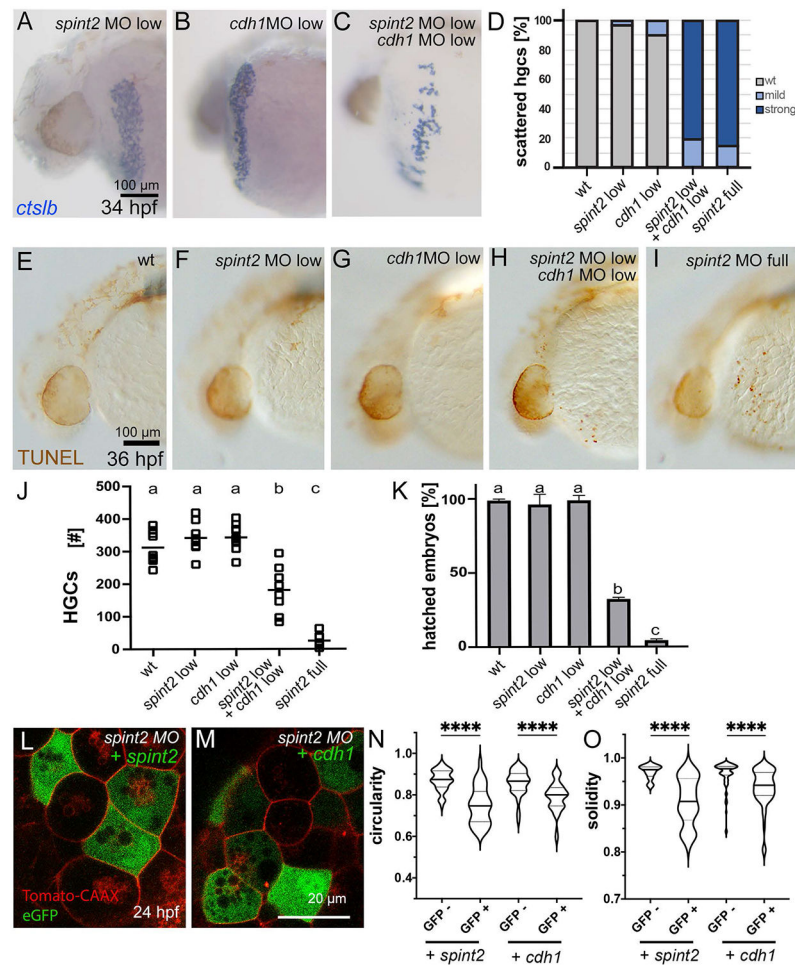 A
spint2 MO low
ctslb
100 µm
34 hpf
B
cdh1MO low
C
spint2 MO low
cdh1 MO low
D
scattered hgcs [%]
100
80
60
40
20
0
wt
spint2 low
cdh1 low
spint2 low
+ cdh1 low
spint2 full
wt
mild
strong
E
wt
TUNEL
100 µm
36 hpf
F
spint2 MO low
G
cdh1MO low
H
spint2 MO low
cdh1 MO low
I
spint2 MO full
J
HGCs [#]
500
400
300
200
100
0
a a a b c
wt
spint2 low
cdh1 low
spint2 low
+ cdh1 low
spint2 full
K
hatched embryos [%]
100
50
0
a a a b c
wt
spint2 low
cdh1 low
spint2 low
+ cdh1 low
spint2 full
L
spint2 MO
+ spint2
Tomato-CAAX
eGFP
24 hpf
M
spint2 MO
+ cdh1
20 µm
N
circularity
1.0
0.8
0.6
0.4
**** ****
GFP - GFP + GFP - GFP +
+ spint2 + cdh1
O
solidity
1.0
0.9
0.8
0.7
**** ****
GFP - GFP + GFP - GFP +
+ spint2 + cdh1